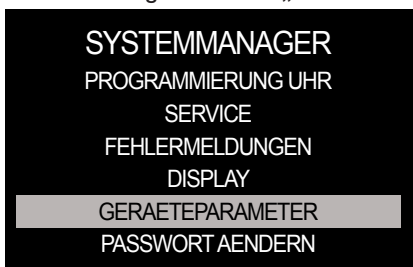 SYSTEMMANAGER
PROGRAMMIERUNG UHR
SERVICE
FEHLERMELDUNGEN
DISPLAY
GERAETEPARAMETER
PASSWORT AENDERN